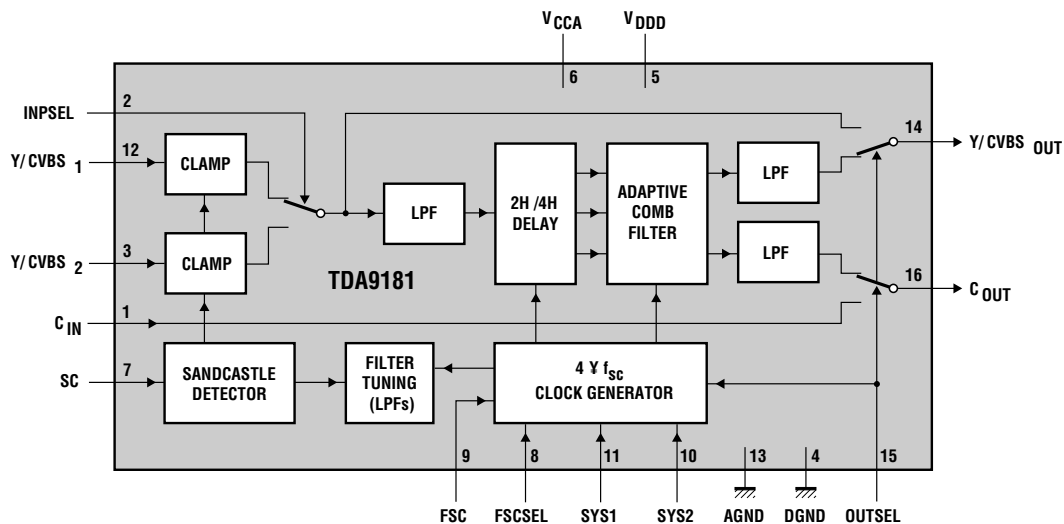 VCCA VDDD
6 5
INPSEL 2
14 Y/CVBS OUT
Y/CVBS 1 12 CLAMP
LPF
LPF
2H /4H DELAY
ADAPTIVE COMB FILTER
Y/CVBS 2 3 CLAMP
LPF
TDA9181
16 C OUT
C IN 1
SC 7 SANDCASTLE DETECTOR
FILTER TUNING (LPFs)
4 ¥ fSC CLOCK GENERATOR
9 8 11 10 13 4 15
FSC FSCSEL SYS1 SYS2 AGND DGND OUTSEL